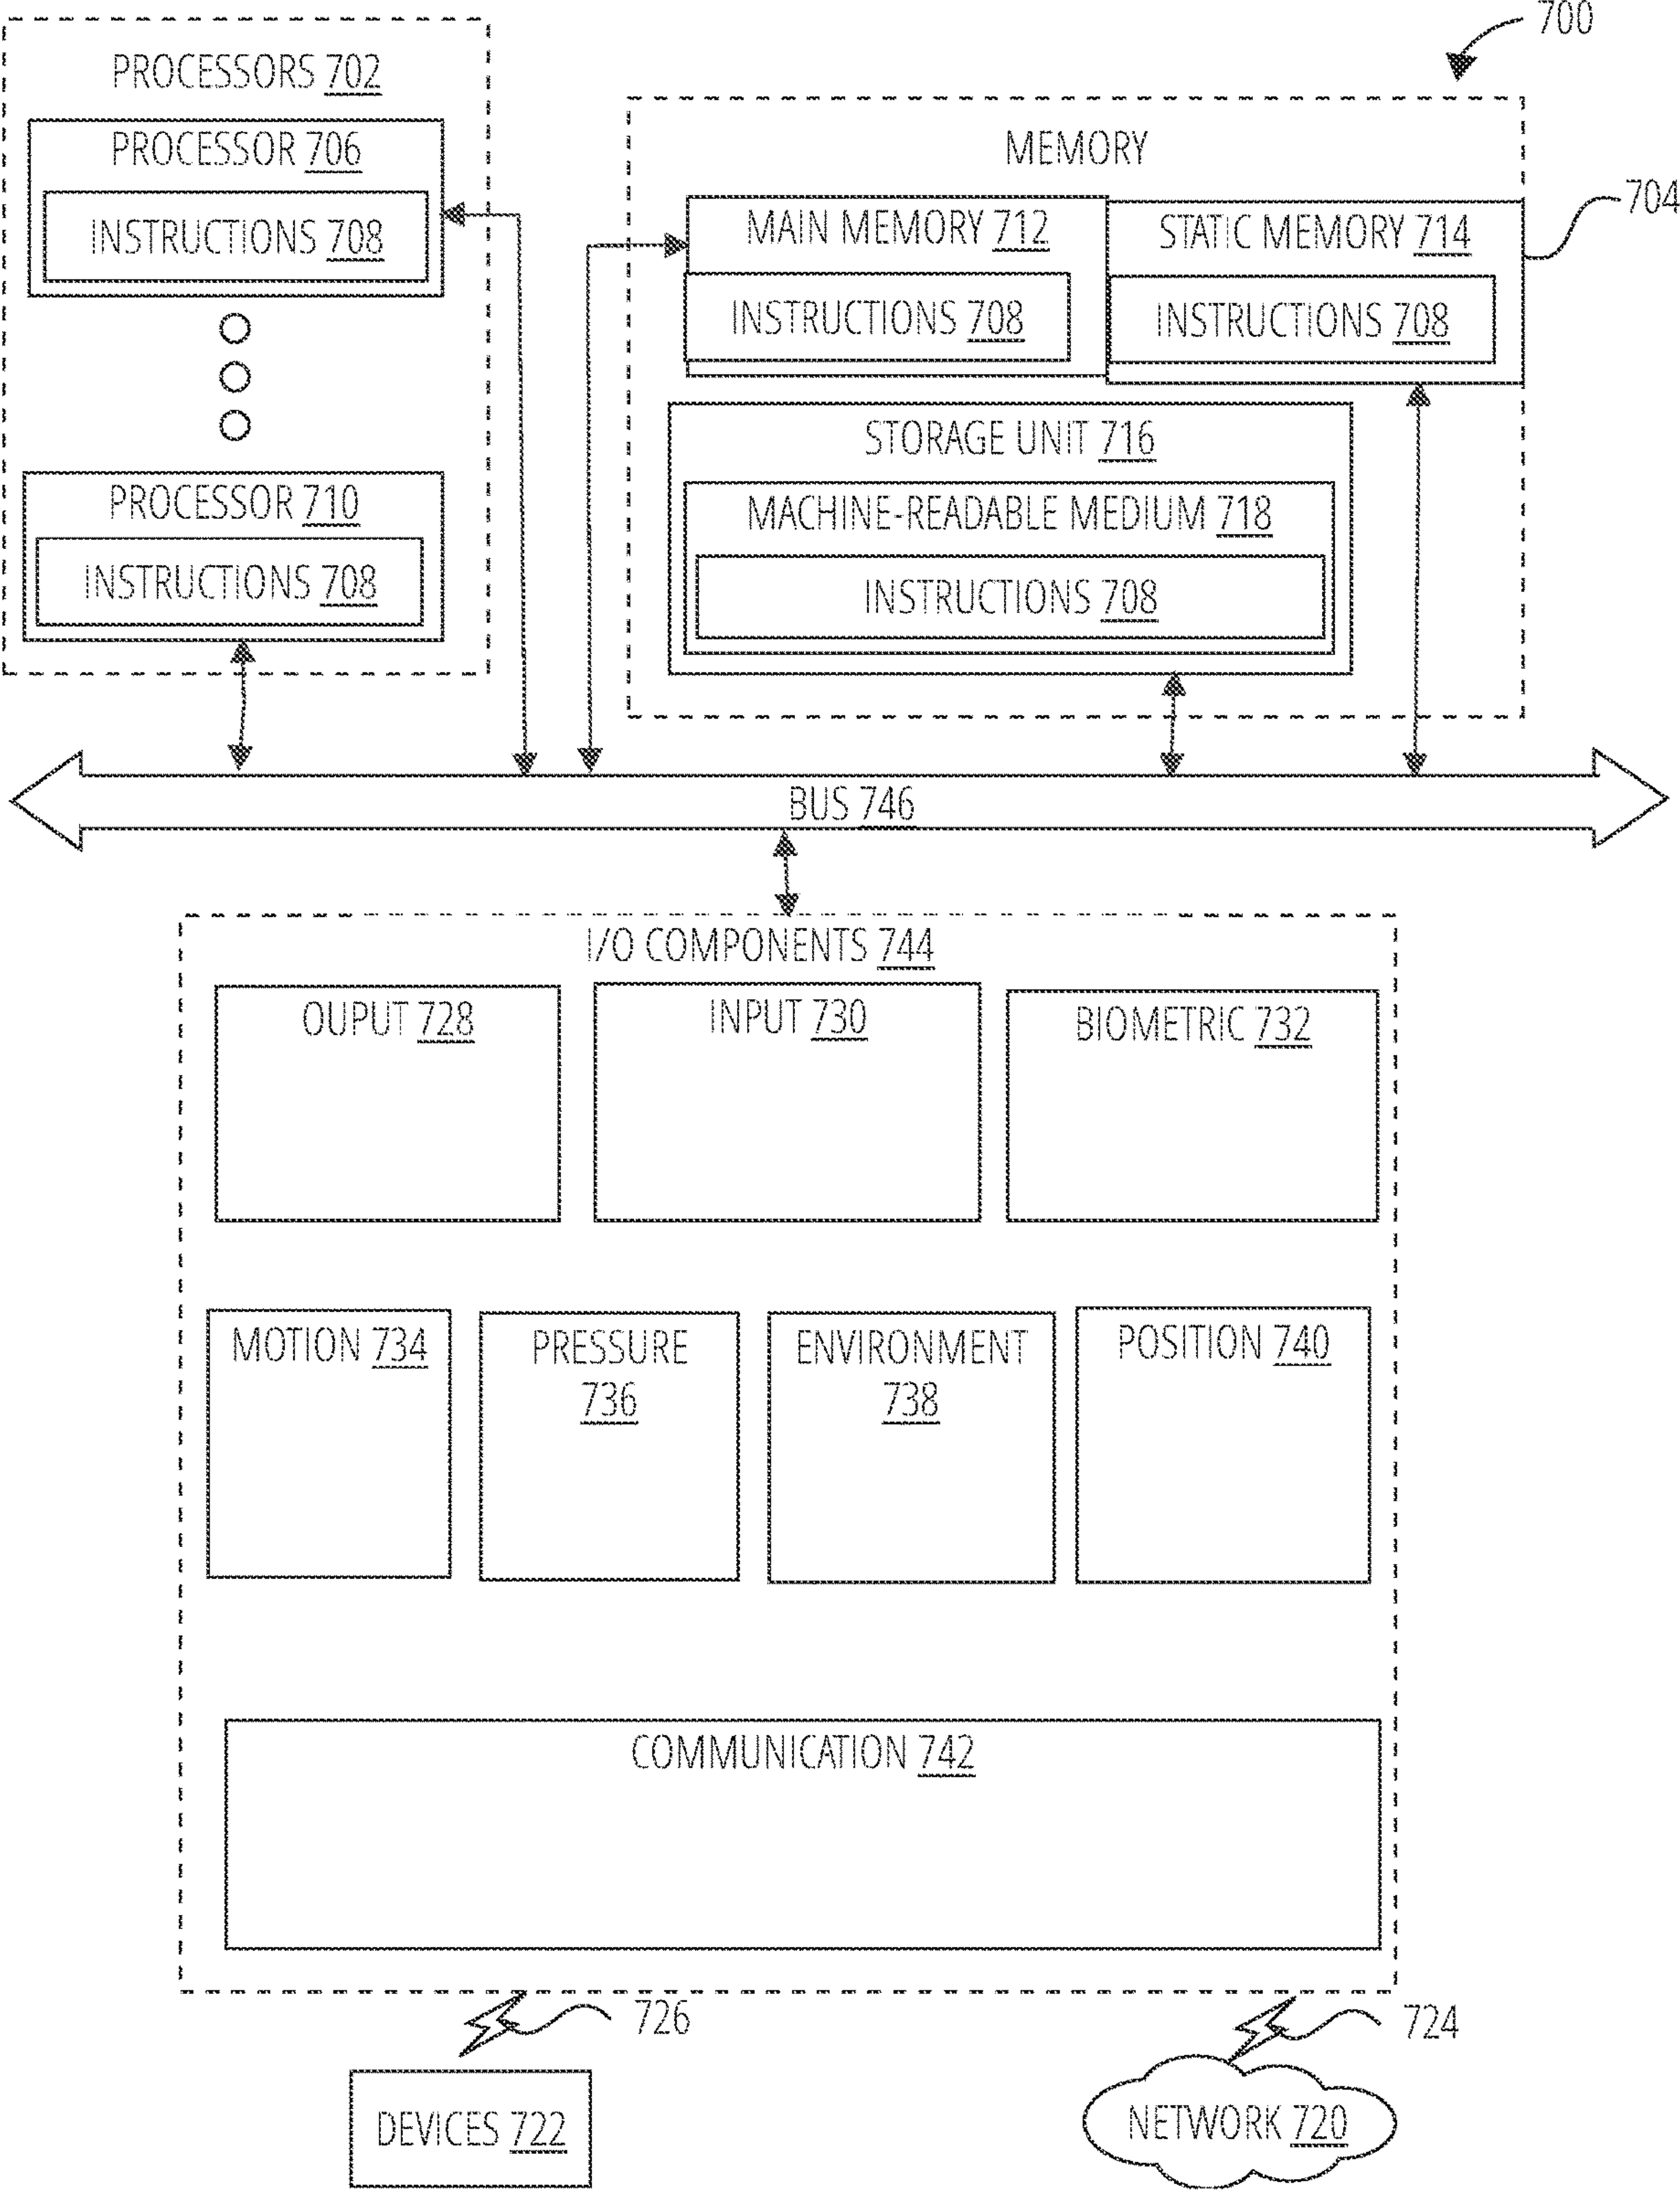 700
PROCESSORS 702
PROCESSOR 706
INSTRUCTIONS 708
PROCESSOR 710
INSTRUCTIONS 708
MEMORY
704
MAIN MEMORY 712
INSTRUCTIONS 708
STATIC MEMORY 714
INSTRUCTIONS 708
STORAGE UNIT 716
MACHINE-READABLE MEDIUM 718
INSTRUCTIONS 708
BUS 746
I/O COMPONENTS 744
OUPUT 728
INPUT 730
BIOMETRIC 732
MOTION 734
PRESSURE
736
ENVIRONMENT
738
POSITION 740
COMMUNICATION 742
726
724
DEVICES 722
NETWORK 720